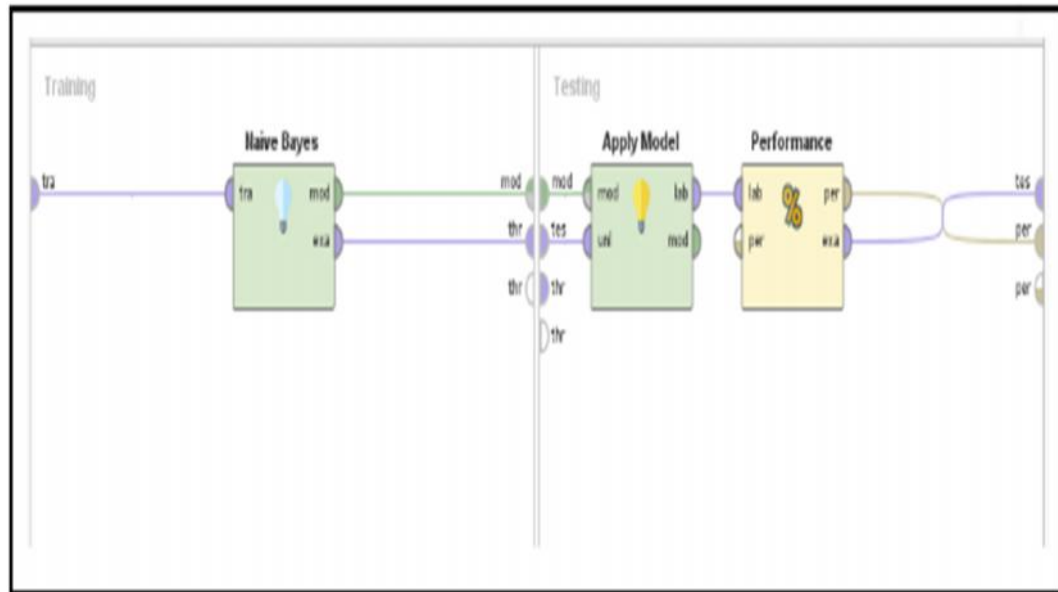 Training
Testing
Naive Bayes
Apply Model
Performance
tra
tra
mod
mod
mod
mod
lab
lab
per
tes
exa
thr
tes
uni
mod
per
exa
per
thr
thr
per
thr